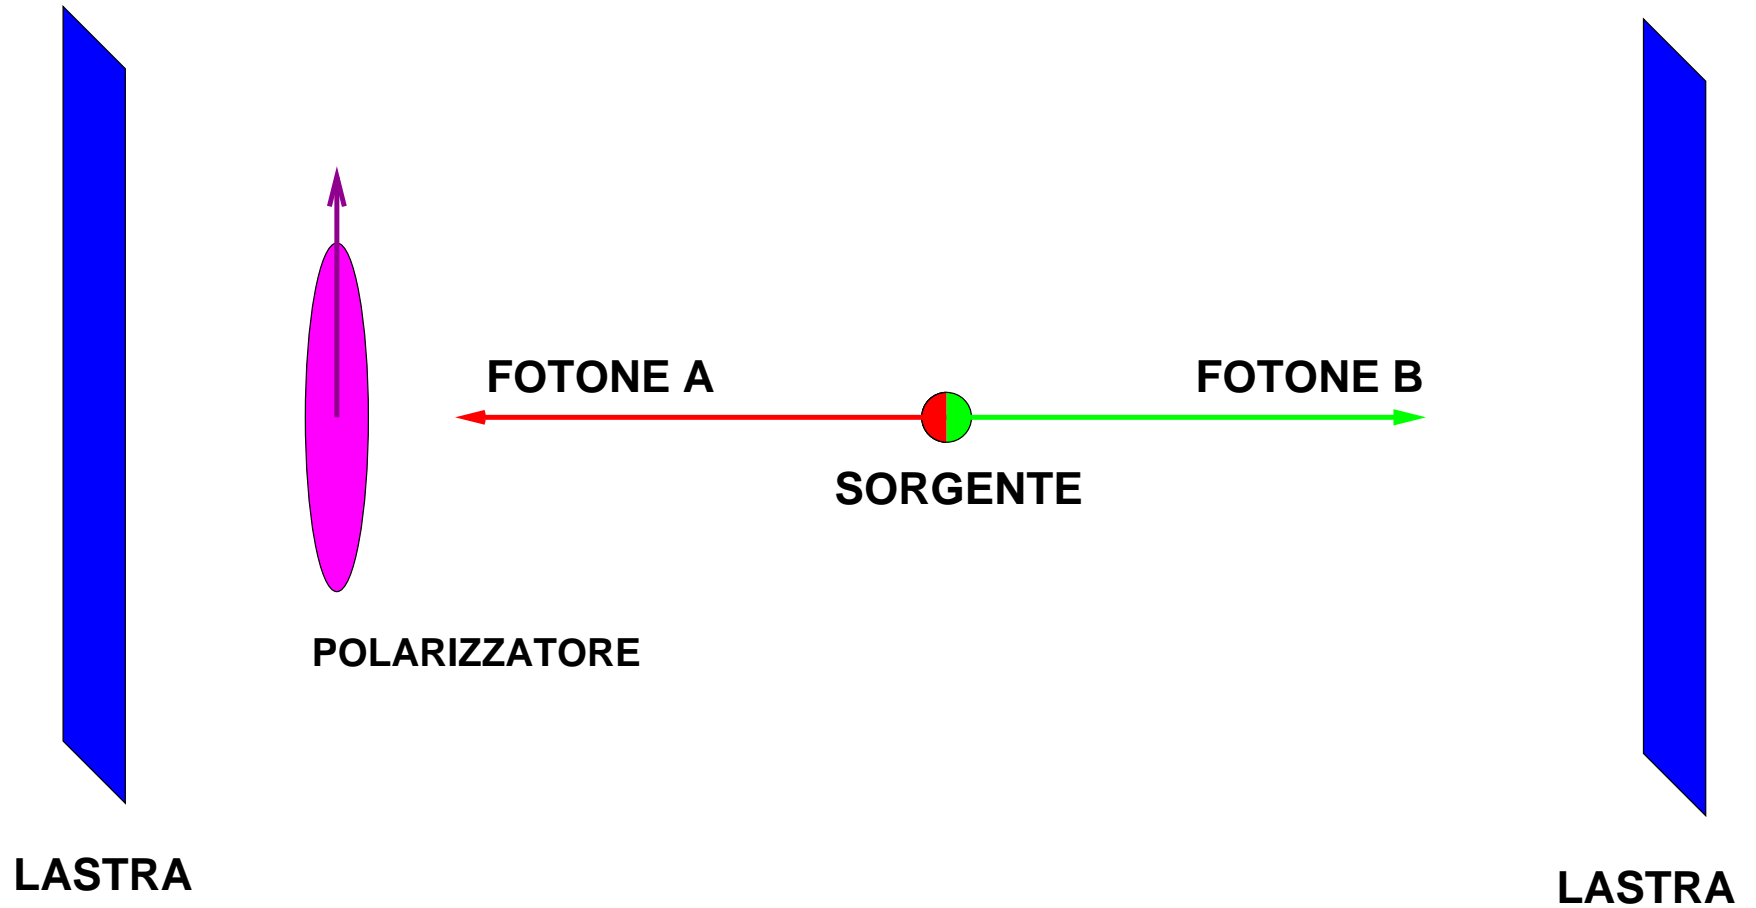 FOTONE A
FOTONE B
SORGENTE
POLARIZZATORE
LASTRA
LASTRA